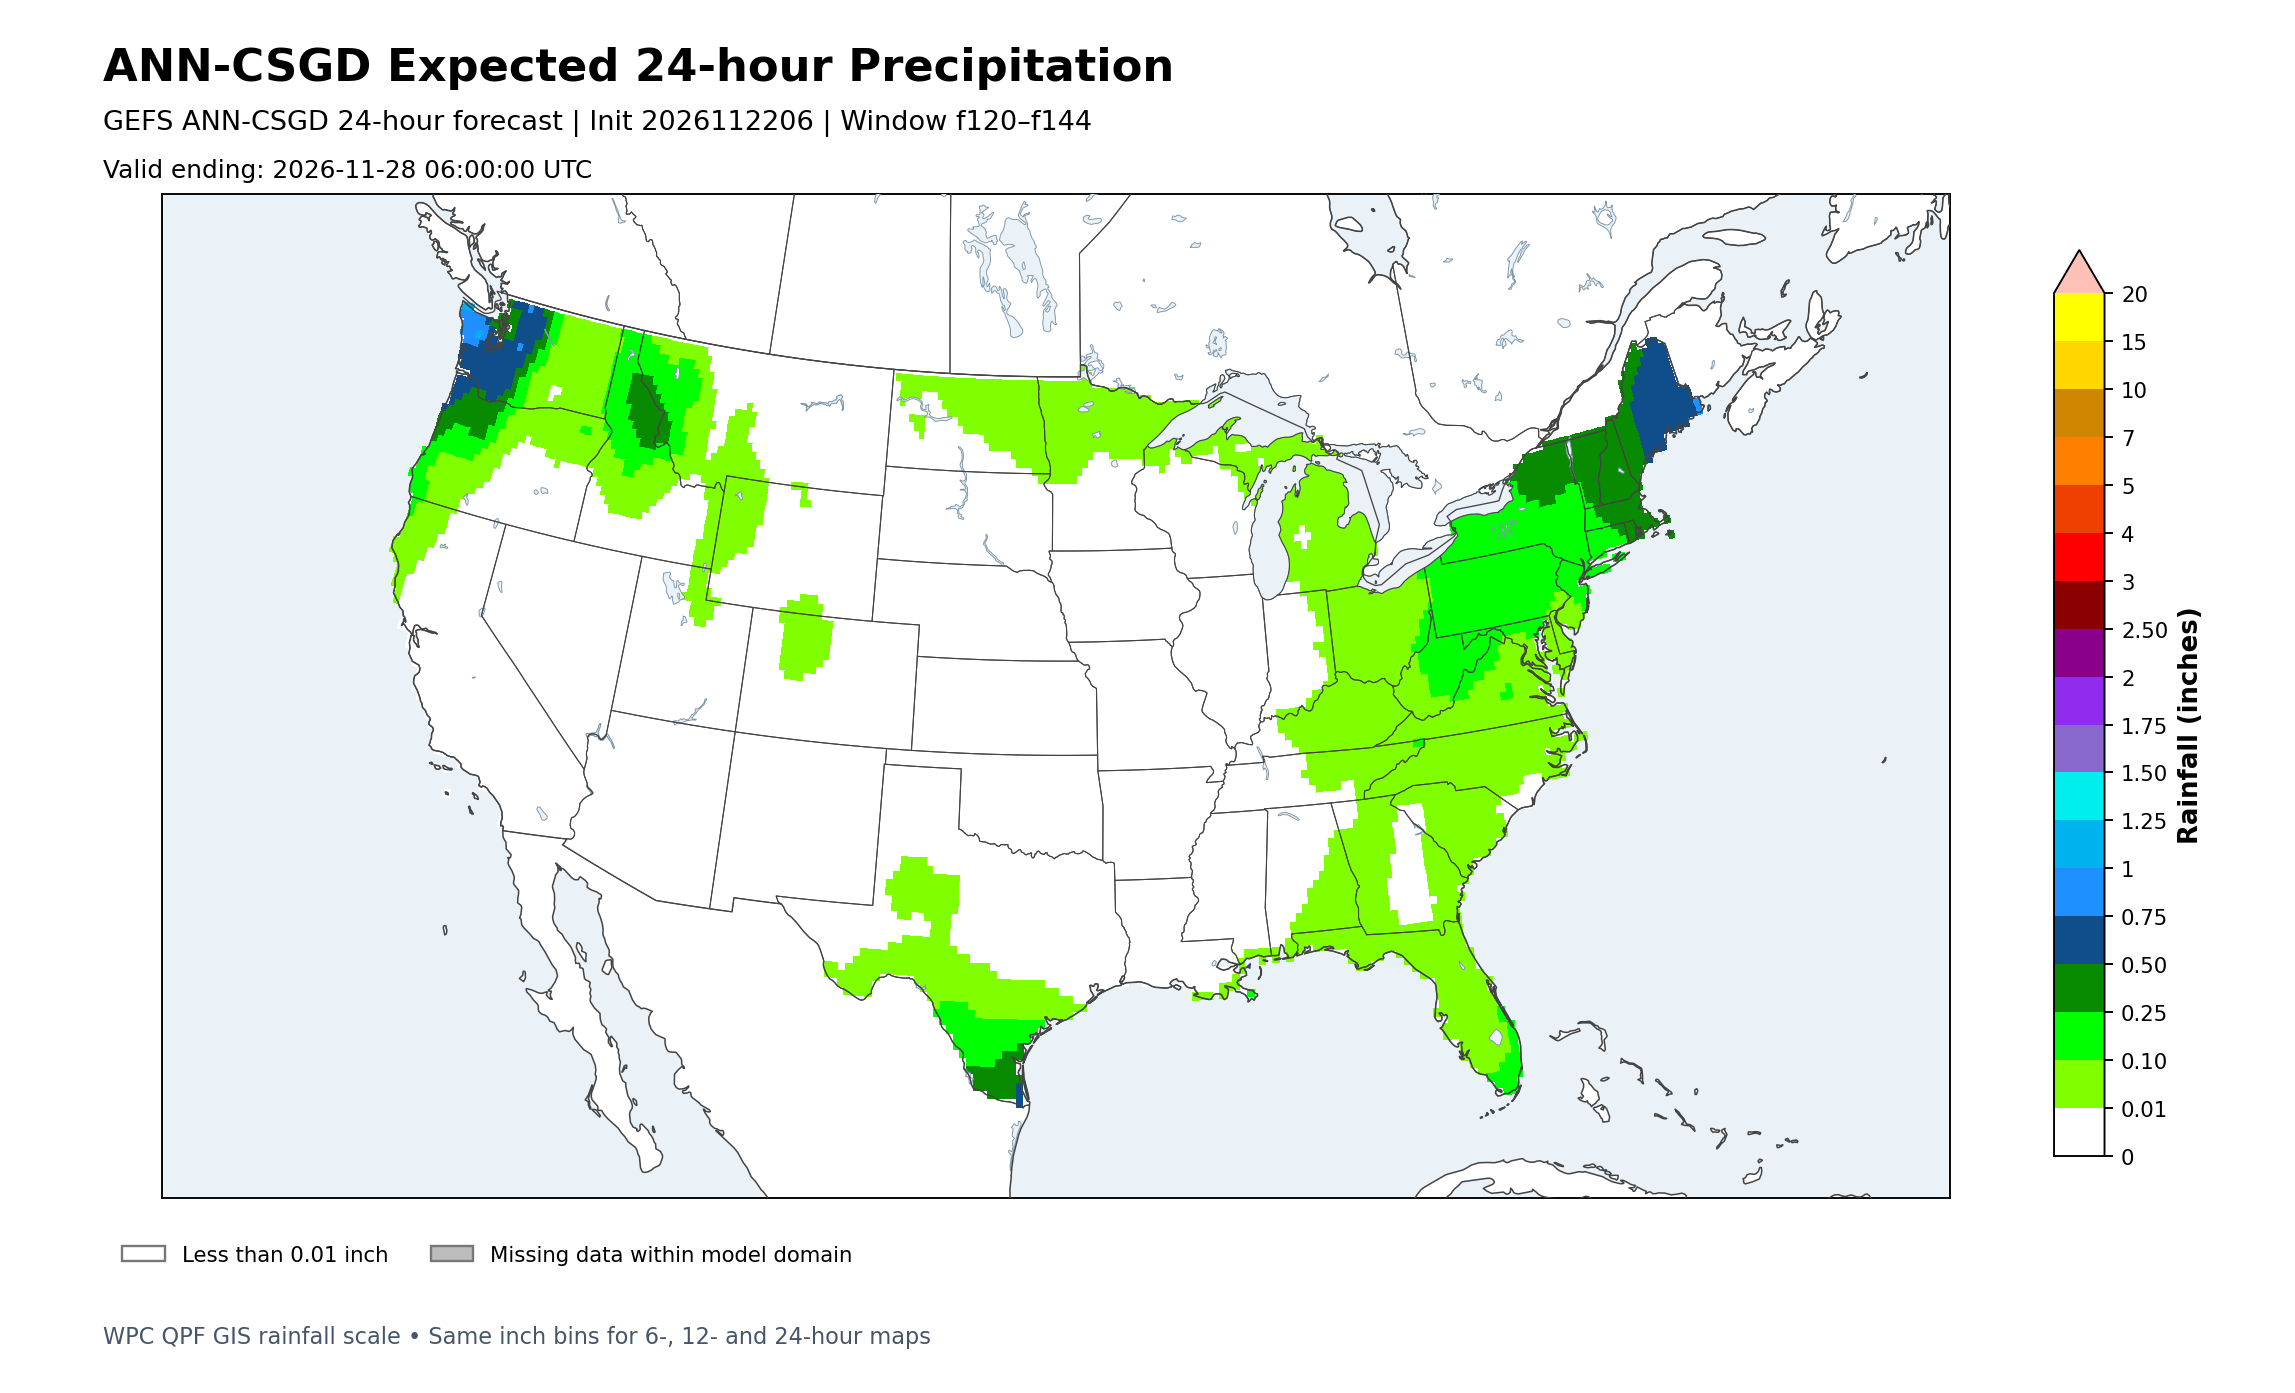 ANN-CSGD Expected 24-hour Precipitation
GEFS ANN-CSGD 24-hour forecast | Init 2026112206 | Window f120–f144
Valid ending: 2026-11-28 06:00:00 UTC
20
15
10
7
5
4
3
2.50
2
1.75
1.50
1.25
1
0.75
0.50
0.25
0.10
0.01
0
Rainfall (inches)
Less than 0.01 inch
Missing data within model domain
WPC QPF GIS rainfall scale • Same inch bins for 6-, 12- and 24-hour maps